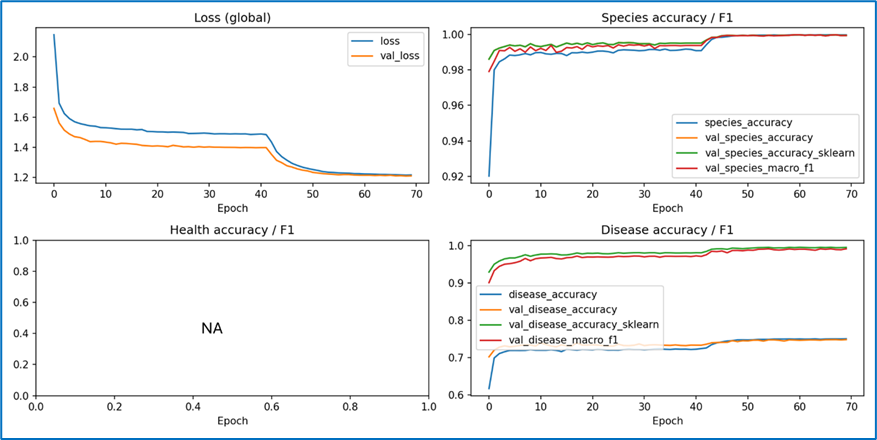 Loss (global)
2.0
1.8
1.6
1.4
1.2
loss
val_loss
0 10 20 30 40 50 60 70
Epoch
Species accuracy / F1
1.00
0.98
0.96
0.94
0.92
species_accuracy
val_species_accuracy
val_species_accuracy_sklearn
val_species_macro_f1
0 10 20 30 40 50 60 70
Epoch
Health accuracy / F1
1.0
0.8
0.6
0.4
0.2
0.0
NA
0.0 0.2 0.4 0.6 0.8 1.0
Epoch
Disease accuracy / F1
1.0
0.9
0.8
0.7
0.6
disease_accuracy
val_disease_accuracy
val_disease_accuracy_sklearn
val_disease_macro_f1
0 10 20 30 40 50 60 70
Epoch